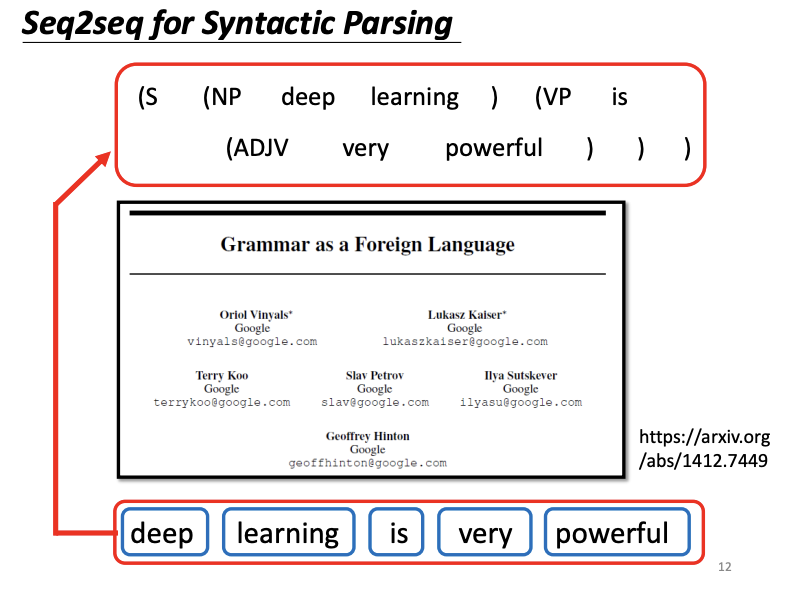 Seq2seq for Syntactic Parsing
(S (NP deep learning ) (VP is
(ADJV very powerful ) ) )
Grammar as a Foreign Language
Oriol Vinyals* Lukasz Kaiser*
Google Google
vinyals@google.com lukaszkaiser@google.com
Terry Koo Slav Petrov Ilya Sutskever
Google Google Google
terrykoo@google.com slav@google.com ilyasu@google.com
Geoffrey Hinton
Google
geoffhinton@google.com
https://arxiv.org
/abs/1412.7449
deep learning is very powerful
12